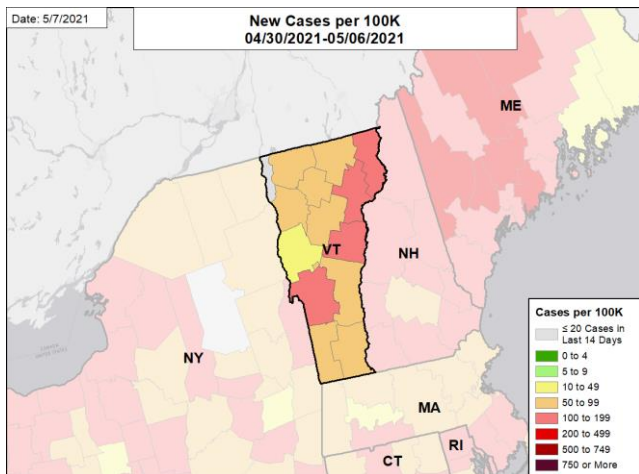 Date: 5/7/2021
New Cases per 100K
04/30/2021-05/06/2021
ME
VT
NH
NY
MA
CT
RI
Cases per 100K
≤ 20 Cases in
Last 14 Days
0 to 4
5 to 9
10 to 49
50 to 99
100 to 199
200 to 499
500 to 749
750 or More